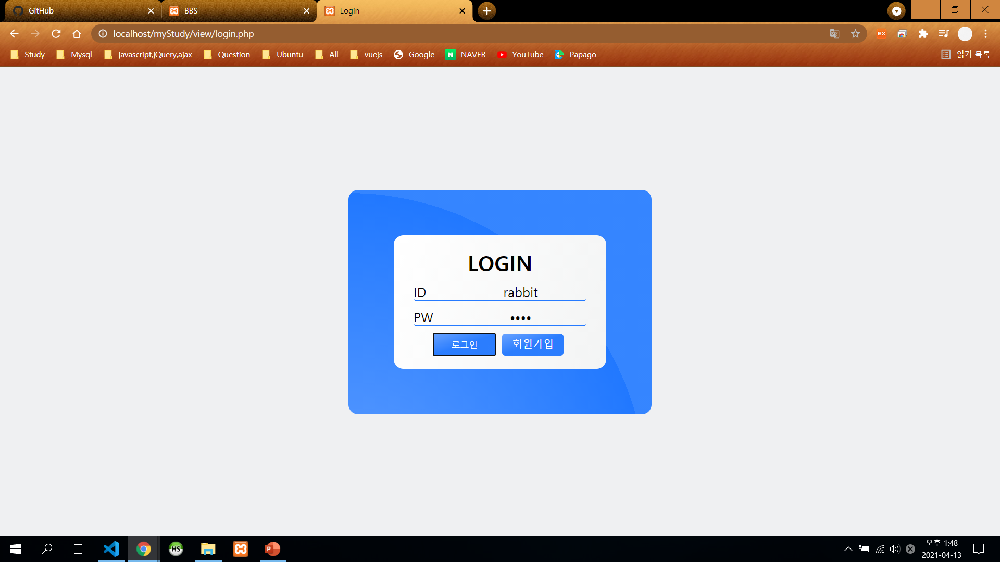 GitHub
BBS
Login
localhost/myStudy/view/login.php
EX
Study
Mysql
javascript,jQuery,ajax
Question
Ubuntu
All
vuejs
Google
N
NAVER
YouTube
Papago
읽기 목록
LOGIN
ID
rabbit
PW
••••
로그인
회원가입
HS
P
오후 1:48
2021-04-13